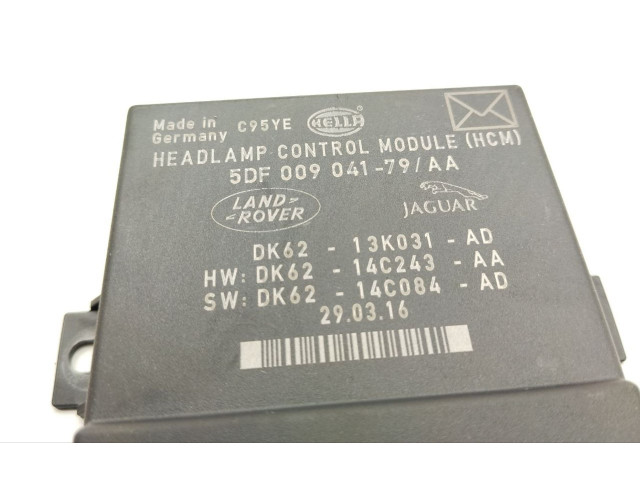 Made in Germany C95YE HELLA
HEADLAMP CONTROL MODULE (HCM)
5DF 009 041-79/AA
LAND ROVER JAGUAR
DK62 - 13K031 - AD
HW: DK62 - 14C243 - AA
SW: DK62 - 14C084 - AD
29.03.16